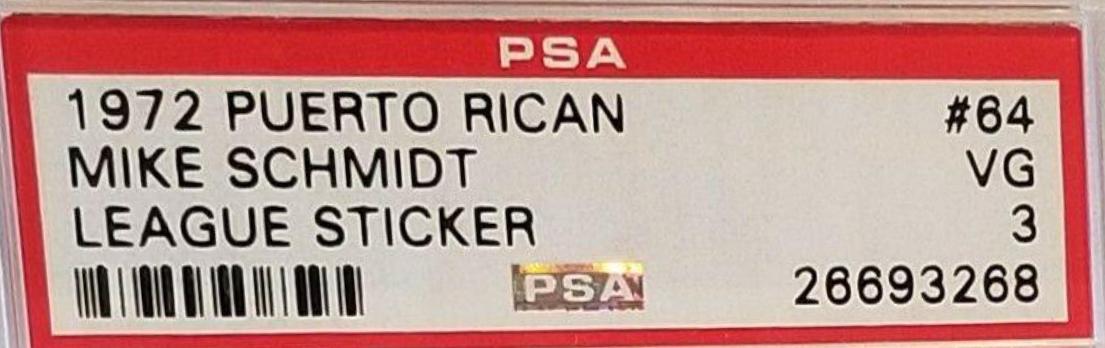 PSA
1972 PUERTO RICAN #64
MIKE SCHMIDT VG
LEAGUE STICKER 3
PSA 26693268